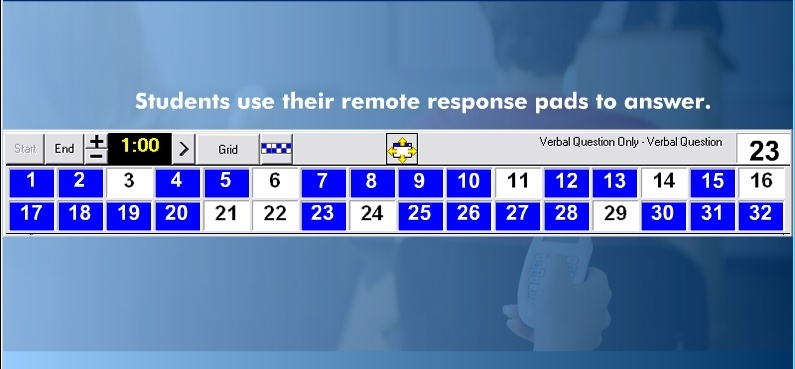 Students use their remote response pads to answer.
Start End + − 1:00 > Grid Verbal Question Only - Verbal Question 23
1 2 3 4 5 6 7 8 9 10 11 12 13 14 15 16
17 18 19 20 21 22 23 24 25 26 27 28 29 30 31 32